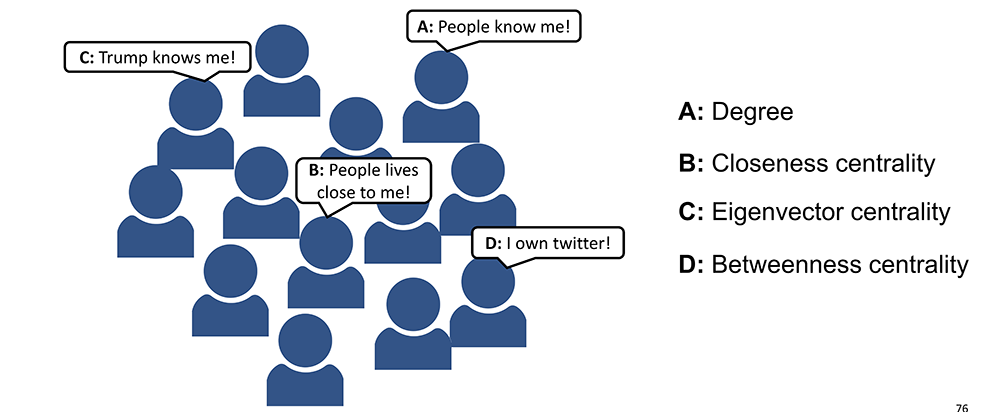 A: People know me!
C: Trump knows me!
B: People lives
close to me!
D: I own twitter!
A: Degree
B: Closeness centrality
C: Eigenvector centrality
D: Betweenness centrality
76